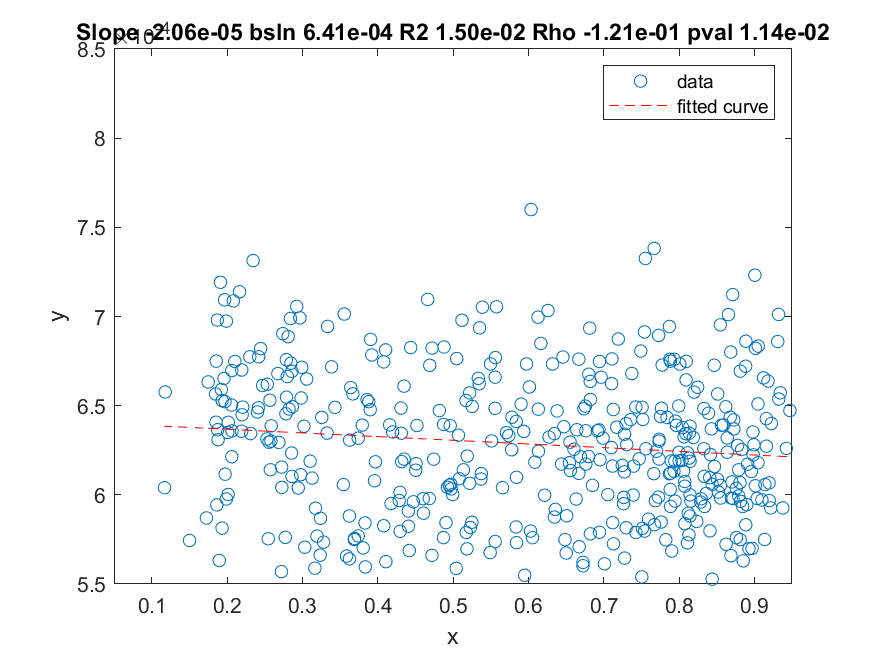 Slope -2.06e-05 bsln 6.41e-04 R2 1.50e-02 Rho -1.21e-01 pval 1.14e-02
×10⁻⁴
8.5
8
7.5
7
6.5
6
5.5
y
data
fitted curve
0.1 0.2 0.3 0.4 0.5 0.6 0.7 0.8 0.9
x